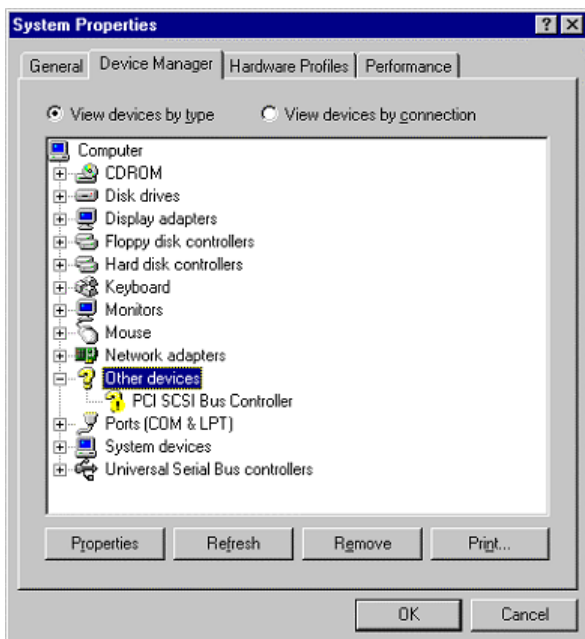 System Properties
General Device Manager Hardware Profiles Performance
View devices by type View devices by connection
Computer
CDROM
Disk drives
Display adapters
Floppy disk controllers
Hard disk controllers
Keyboard
Monitors
Mouse
Network adapters
Other devices
PCI SCSI Bus Controller
Ports (COM & LPT)
System devices
Universal Serial Bus controllers
Properties Refresh Remove Print...
OK Cancel